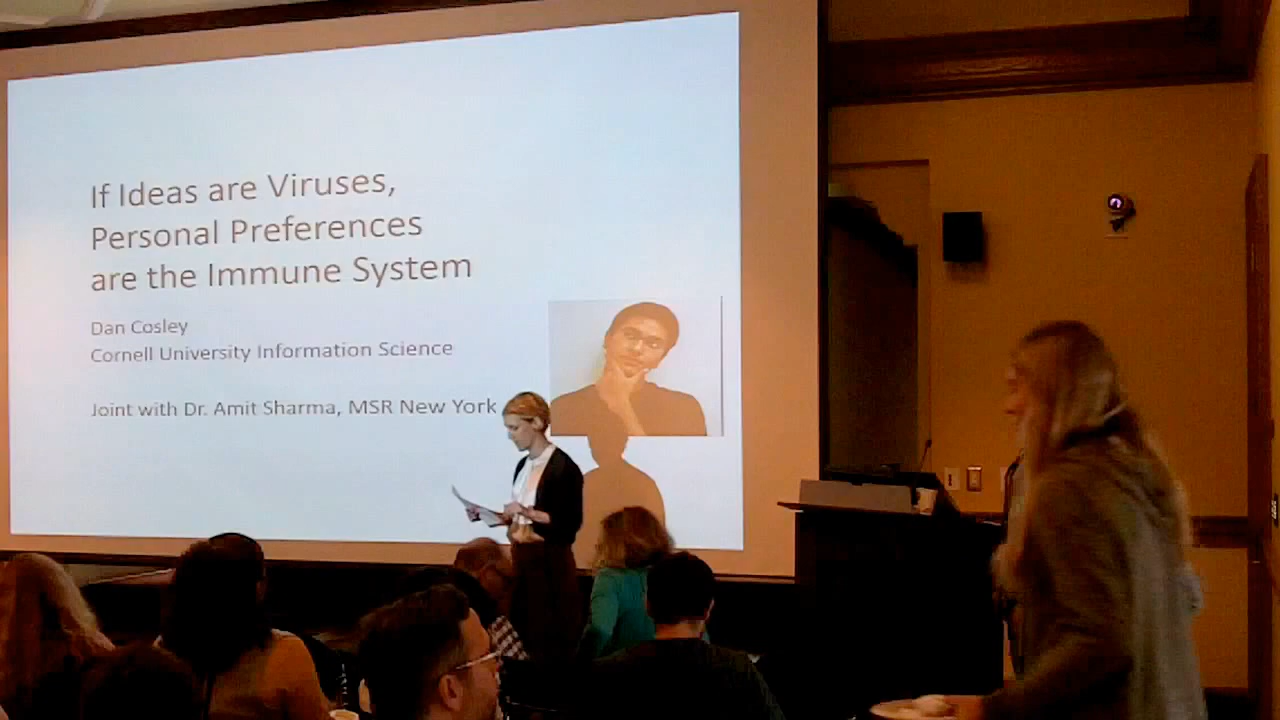 If Ideas are Viruses,
Personal Preferences
are the Immune System
Dan Cosley
Cornell University Information Science
Joint with Dr. Amit Sharma, MSR New York